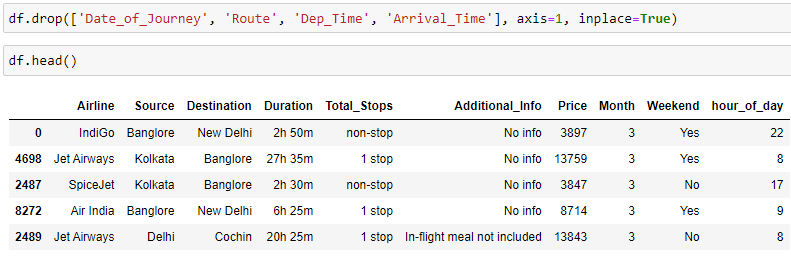 df.drop(['Date_of_Journey', 'Route', 'Dep_Time', 'Arrival_Time'], axis=1, inplace=True)
df.head()
Airline Source Destination Duration Total_Stops Additional_Info Price Month Weekend hour_of_day
0 IndiGo Banglore New Delhi 2h 50m non-stop No info 3897 3 Yes 22
4698 Jet Airways Kolkata Banglore 27h 35m 1 stop No info 13759 3 Yes 8
2487 SpiceJet Kolkata Banglore 2h 30m non-stop No info 3847 3 No 17
8272 Air India Banglore New Delhi 6h 25m 1 stop No info 8714 3 Yes 9
2489 Jet Airways Delhi Cochin 20h 25m 1 stop In-flight meal not included 13843 3 No 8